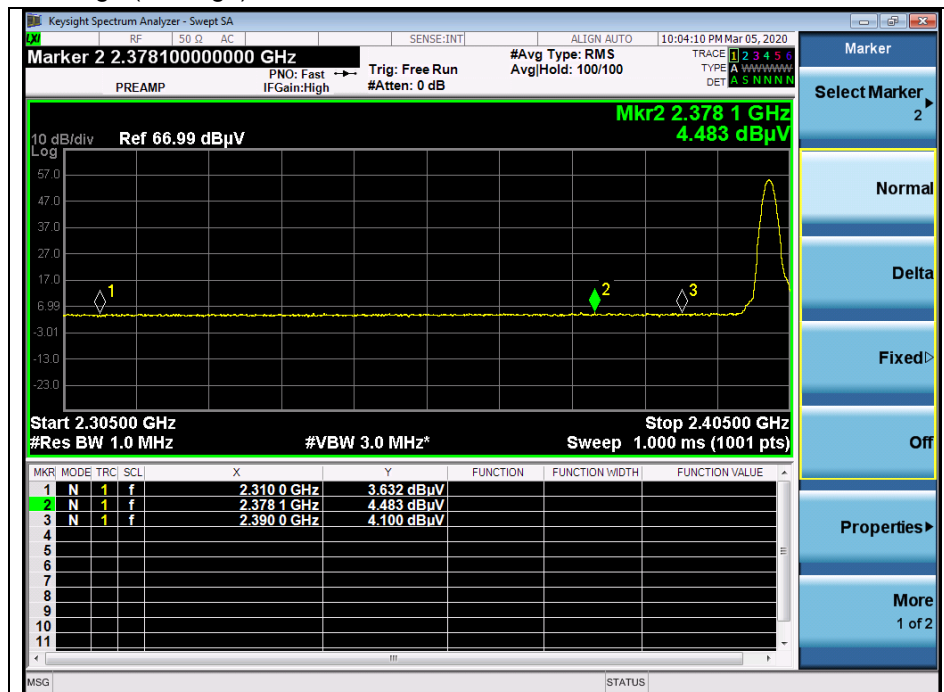 Keysight Spectrum Analyzer - Swept SA
LXI RF 50 Ω AC SENSE:INT ALIGN AUTO 10:04:10 PM Mar 05, 2020
Marker 2 2.378100000000 GHz
PREAMP
PNO: Fast
IFGain:High
Trig: Free Run
#Atten: 0 dB
#Avg Type: RMS
Avg|Hold: 100/100
TRACE 1 2 3 4 5 6
TYPE A WWWWW
DET A S N N N N
Mkr2 2.378 1 GHz
4.483 dBµV
10 dB/div Ref 66.99 dBµV
Log
57.0
47.0
37.0
27.0
17.0
6.99
-3.01
-13.0
-23.0
1
2
3
Start 2.30500 GHz
Stop 2.40500 GHz
#Res BW 1.0 MHz
#VBW 3.0 MHz*
Sweep 1.000 ms (1001 pts)
MKR MODE TRC SCL X Y FUNCTION FUNCTION WIDTH FUNCTION VALUE
1 N 1 f 2.310 0 GHz 3.632 dBµV
2 N 1 f 2.378 1 GHz 4.483 dBµV
3 N 1 f 2.390 0 GHz 4.100 dBµV
4
5
6
7
8
9
10
11
MSG
STATUS
Marker
Select Marker
2
Normal
Delta
Fixed
Off
Properties
More
1 of 2